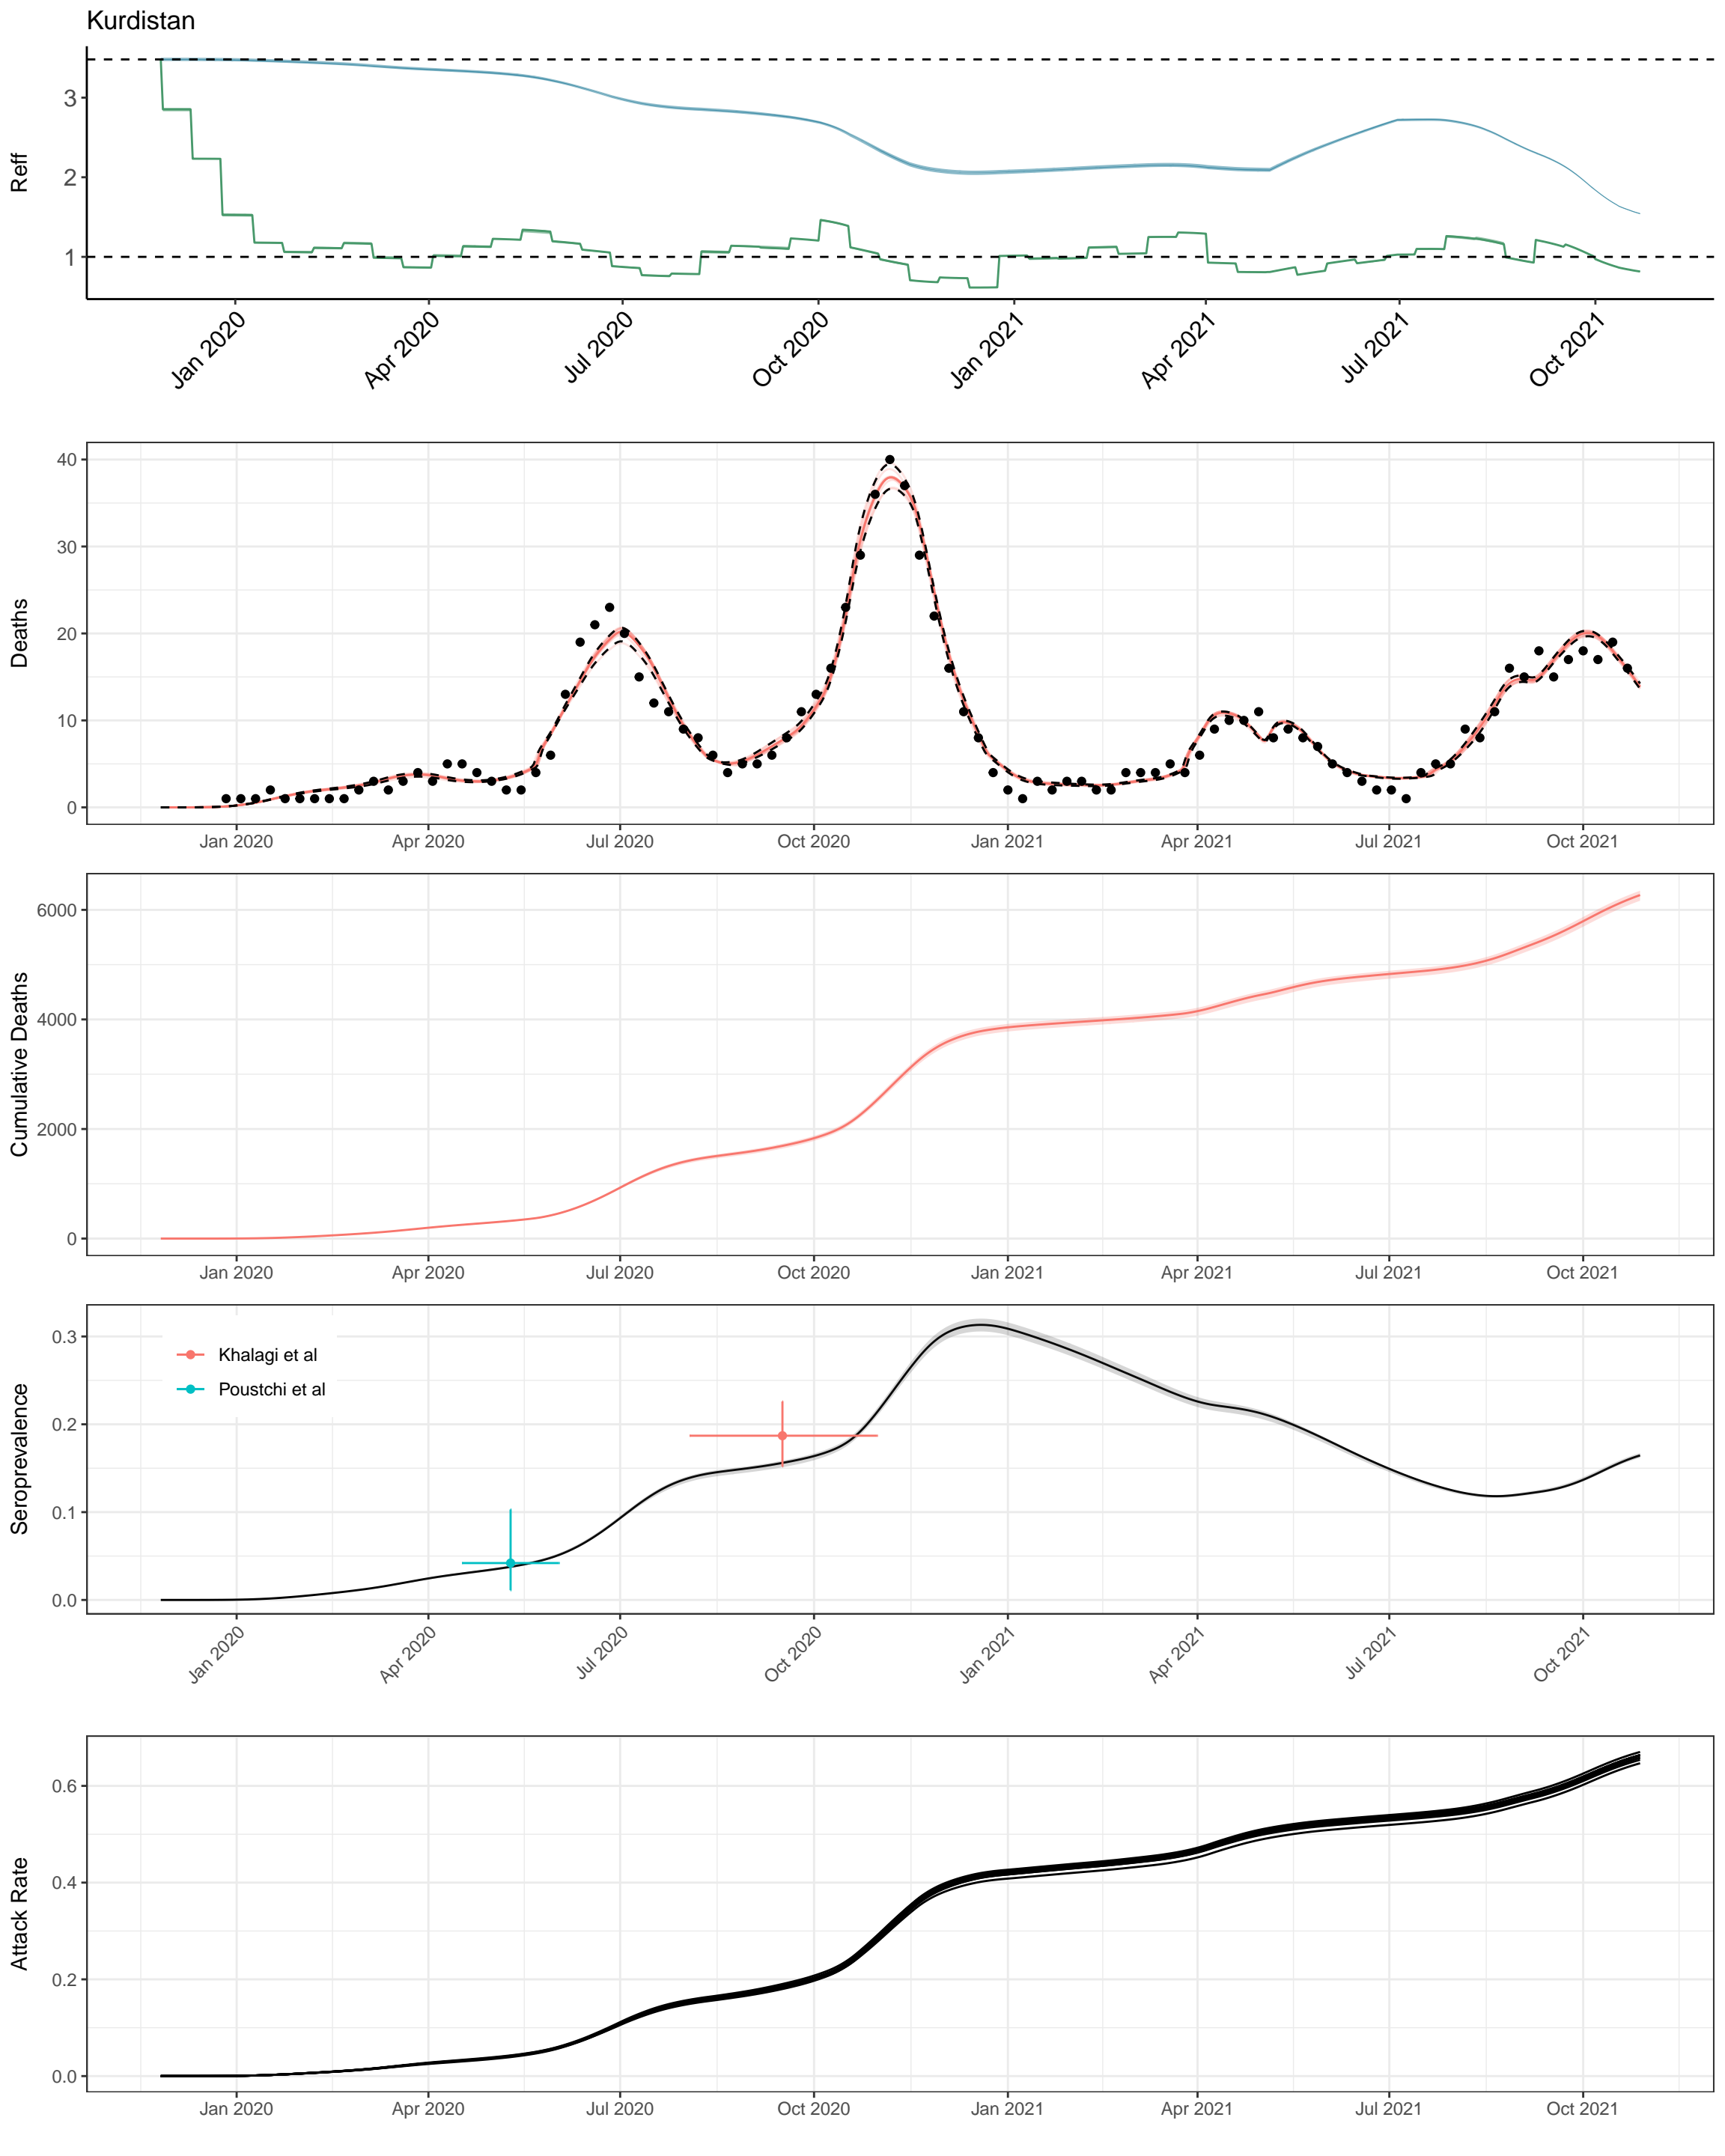 Kurdistan
Reff
3
2
1
Jan 2020
Apr 2020
Jul 2020
Oct 2020
Jan 2021
Apr 2021
Jul 2021
Oct 2021
Deaths
40
30
20
10
0
Jan 2020
Apr 2020
Jul 2020
Oct 2020
Jan 2021
Apr 2021
Jul 2021
Oct 2021
Cumulative Deaths
6000
4000
2000
0
Jan 2020
Apr 2020
Jul 2020
Oct 2020
Jan 2021
Apr 2021
Jul 2021
Oct 2021
Seroprevalence
0.3
0.2
0.1
0.0
Khalagi et al
Poustchi et al
Jan 2020
Apr 2020
Jul 2020
Oct 2020
Jan 2021
Apr 2021
Jul 2021
Oct 2021
Attack Rate
0.6
0.4
0.2
0.0
Jan 2020
Apr 2020
Jul 2020
Oct 2020
Jan 2021
Apr 2021
Jul 2021
Oct 2021